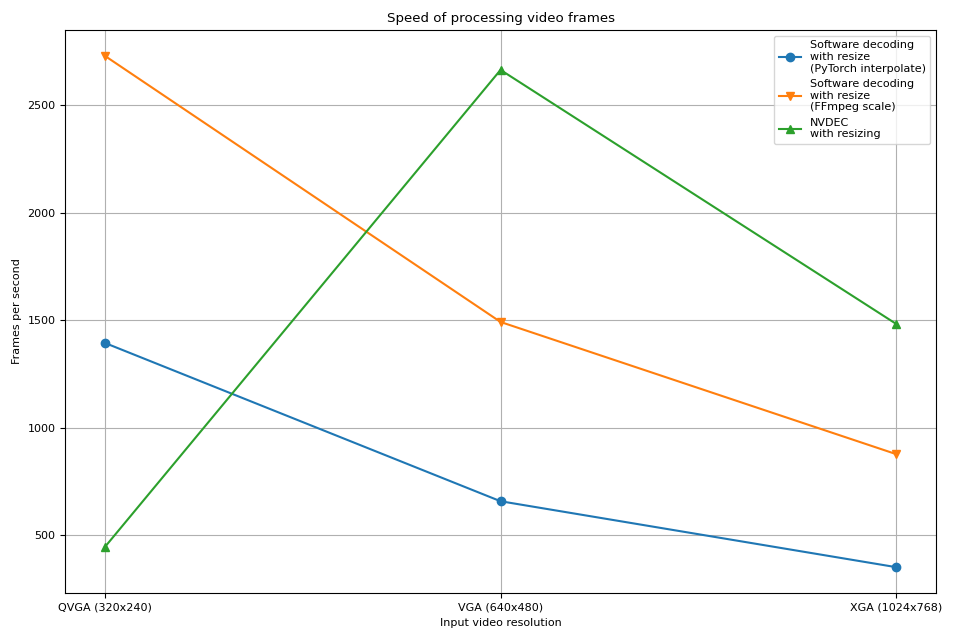 Speed of processing video frames
Software decoding
with resize
(PyTorch interpolate)
Software decoding
with resize
(FFmpeg scale)
NVDEC
with resizing
Frames per second
2500
2000
1500
1000
500
QVGA (320x240)
VGA (640x480)
XGA (1024x768)
Input video resolution